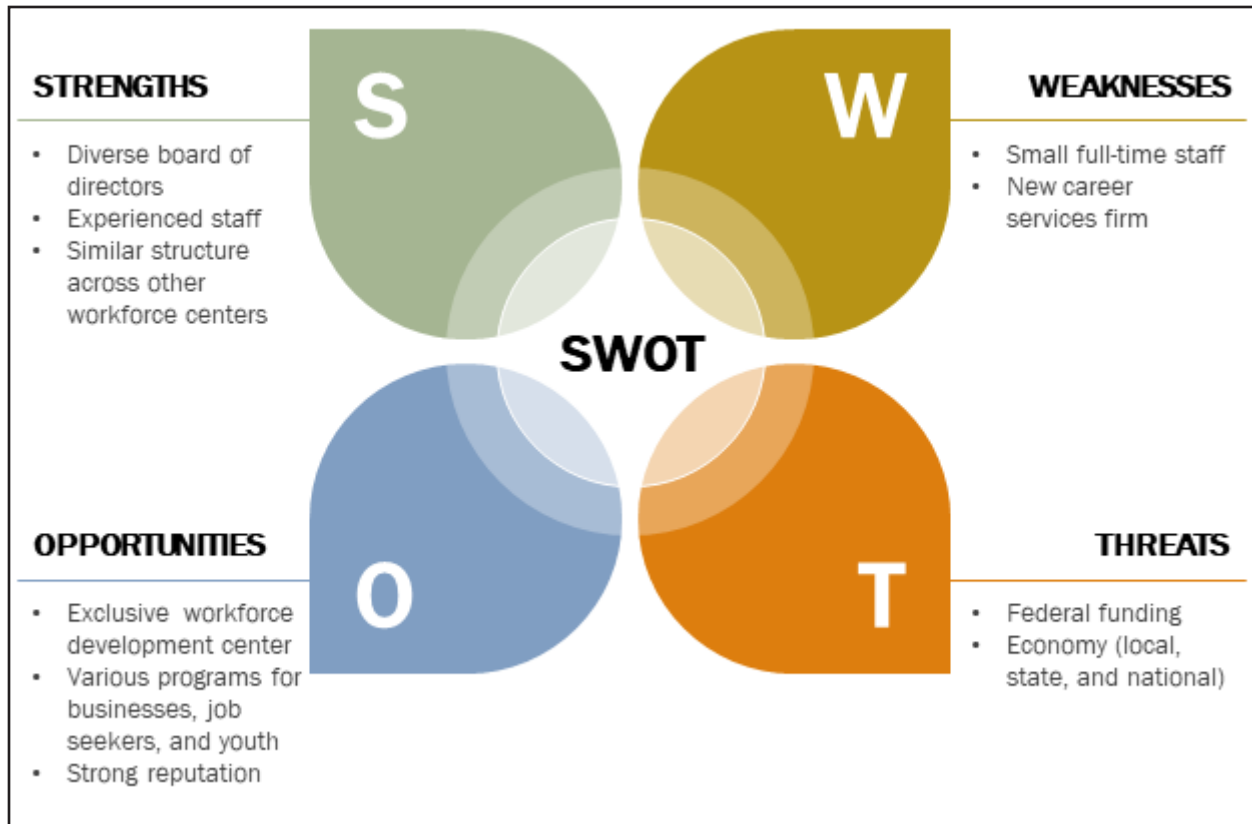 S
W
STRENGTHS
• Diverse board of
directors
• Experienced staff
• Similar structure
across other
workforce centers
WEAKNESSES
• Small full-time staff
• New career
services firm
SWOT
OPPORTUNITIES
• Exclusive workforce
development center
• Various programs for
businesses, job
seekers, and youth
• Strong reputation
O
T
THREATS
• Federal funding
• Economy (local,
state, and national)